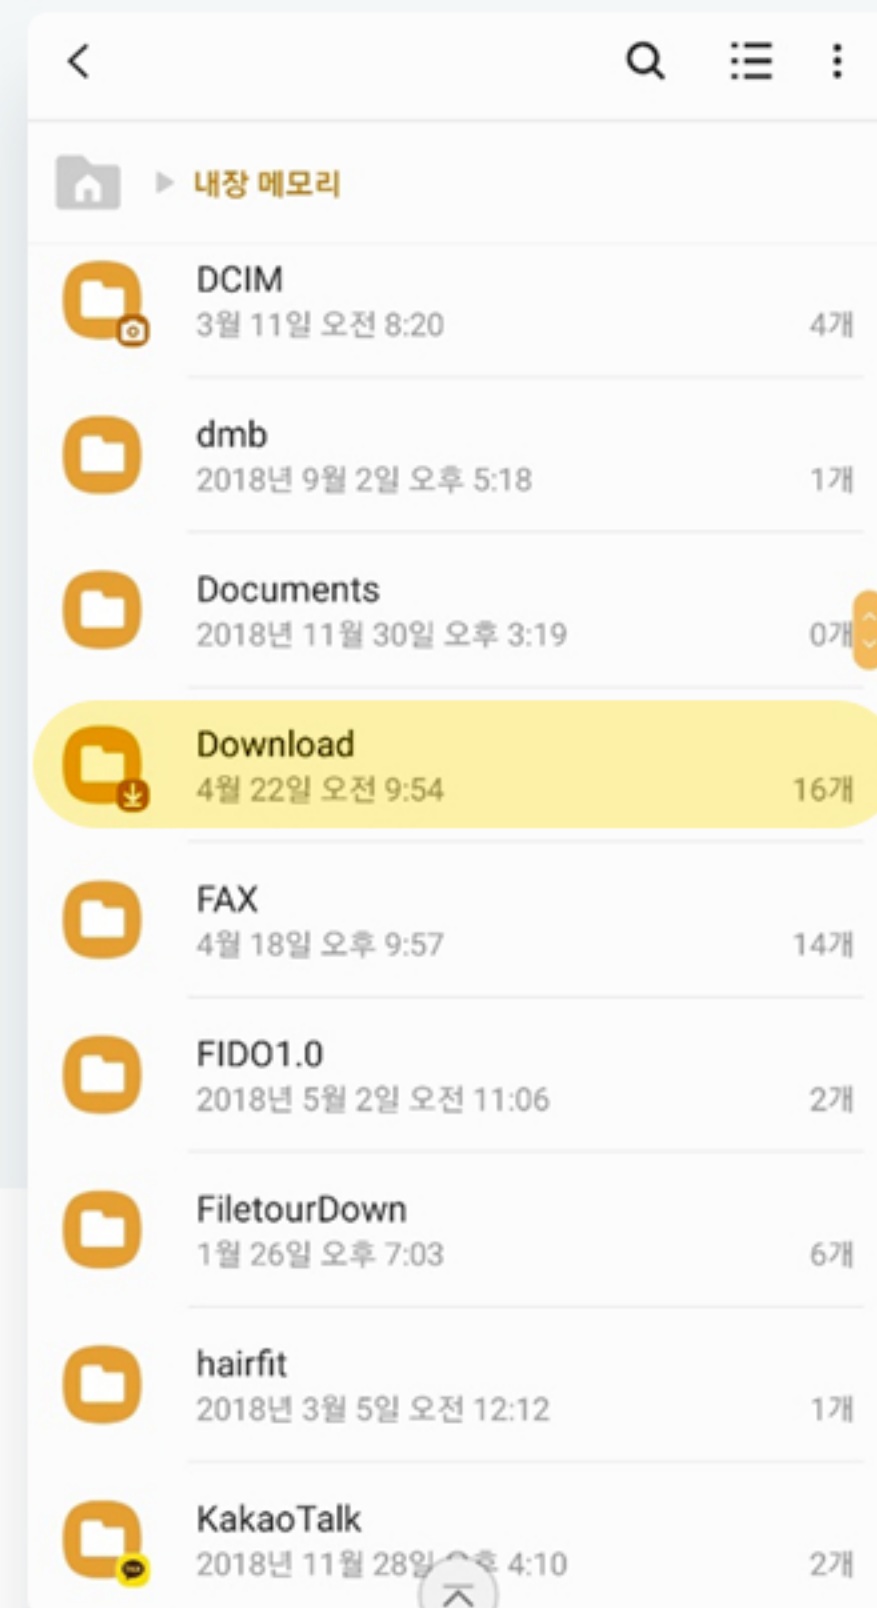 내장 메모리
DCIM
3월 11일 오전 8:20 4개
dmb
2018년 9월 2일 오후 5:18 1개
Documents
2018년 11월 30일 오후 3:19 0개
Download
4월 22일 오전 9:54 16개
FAX
4월 18일 오후 9:57 14개
FIDO1.0
2018년 5월 2일 오전 11:06 2개
FiletourDown
1월 26일 오후 7:03 6개
hairfit
2018년 3월 5일 오전 12:12 1개
KakaoTalk
2018년 11월 28일 오후 4:10 2개